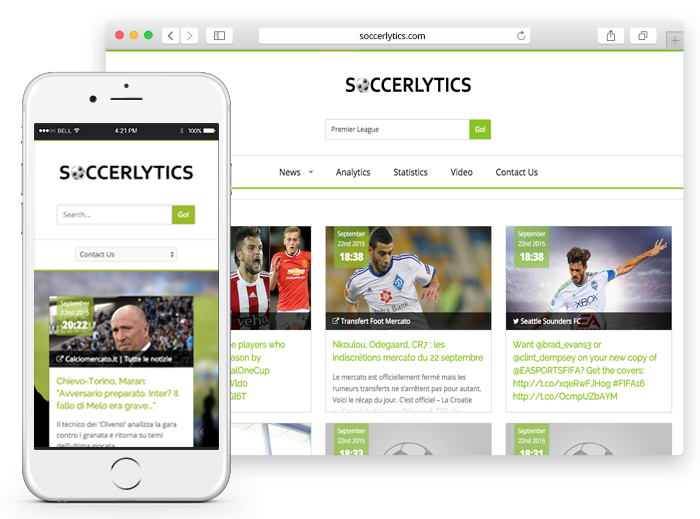 soccerlytics.com
SOCCERLYTICS
Premier League
Go!
News
Analytics
Statistics
Video
Contact Us
e players who
ason by
alOneCup
GI6T
September
22nd 2015
18:38
Bank
Transfert Foot Mercato
Nkoulou, Odegaard, CR7 : les
indiscrétions mercato du 22 septembre
Le mercato est officiellement fermé mais les
rumeurs transferts ne s'arrêtent pas pour autant.
Voici le récap du jour. C'est officiel – La Croatie
September
22nd 2015
18:38
XBOX
Seattle Sounders FC
Want @brad_evans3 or
@clint_dempsey on your new copy of
@EASPORTSFIFA? Get the covers:
http://t.co/xqeRwFJHog #FIFA16
http://t.co/OcmpUZbAYM
September
22nd 2015
18:33
September
22nd 2015
18:31
BELL
4:21 PM
100%
SOCCERLYTICS
Search...
Go!
Contact Us
September
22nd 2015
20:22
Calciomercato.it | Tutte le notizie
Chievo-Torino, Maran:
"Avversario preparato. Inter? Il
fallo di Melo era grave..."
Il tecnico dei 'Clivensi' analizza la gara
contro i granata e ritorna su temi
dell'ultima giornata